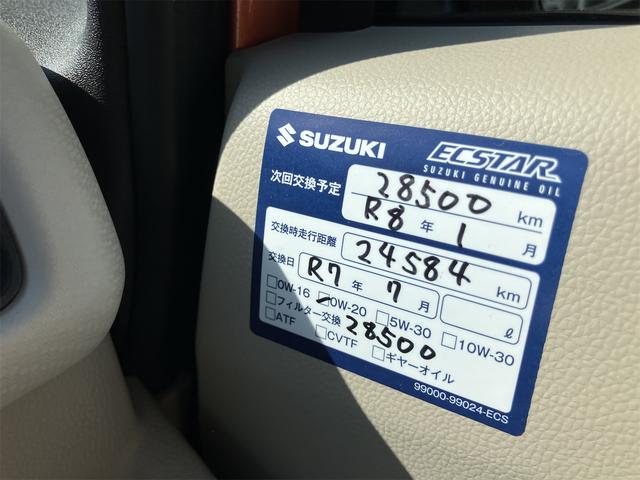 SUZUKI ECSTAR
SUZUKI GENUINE OIL
次回交換予定 28500 km
R8 年 1 月
交換時走行距離 24584 km
交換日 R7 年 7 月 ℓ
□0W-16 □0W-20 □5W-30 □10W-30
□フィルター交換 28500
□ATF □CVTF □ギヤーオイル
99000-99024-ECS